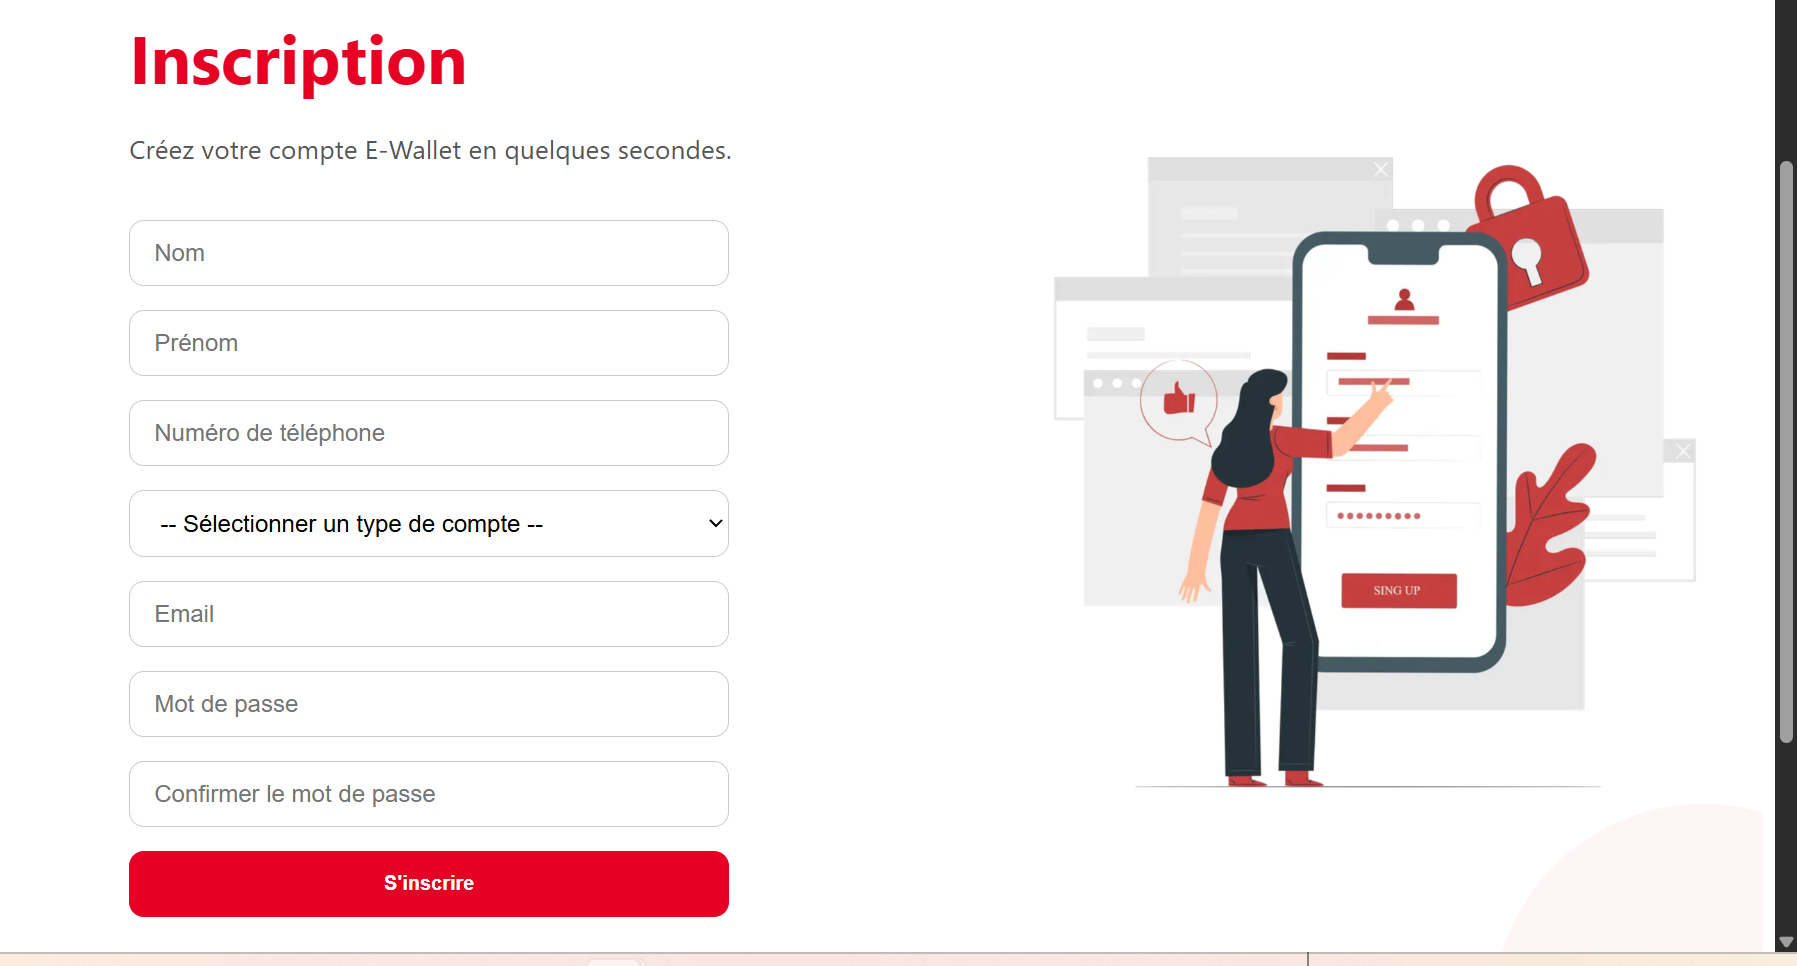 Inscription
Créez votre compte E-Wallet en quelques secondes.
Nom
Prénom
Numéro de téléphone
-- Sélectionner un type de compte --
Email
Mot de passe
Confirmer le mot de passe
S'inscrire
SING UP